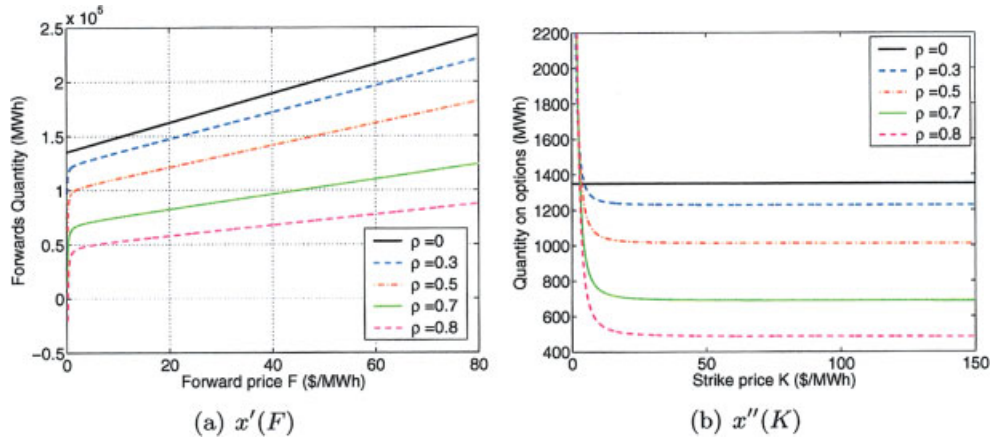 x 10⁵
2.5
2
1.5
1
0.5
0
−0.5
Forwards Quantity (MWh)
0 20 40 60 80
Forward price F ($/MWh)
ρ =0
ρ =0.3
ρ =0.5
ρ =0.7
ρ =0.8
(a) x′(F)
2200
2000
1800
1600
1400
1200
1000
800
600
400
Quantity on options (MWh)
0 50 100 150
Strike price K ($/MWh)
ρ =0
ρ =0.3
ρ =0.5
ρ =0.7
ρ =0.8
(b) x″(K)